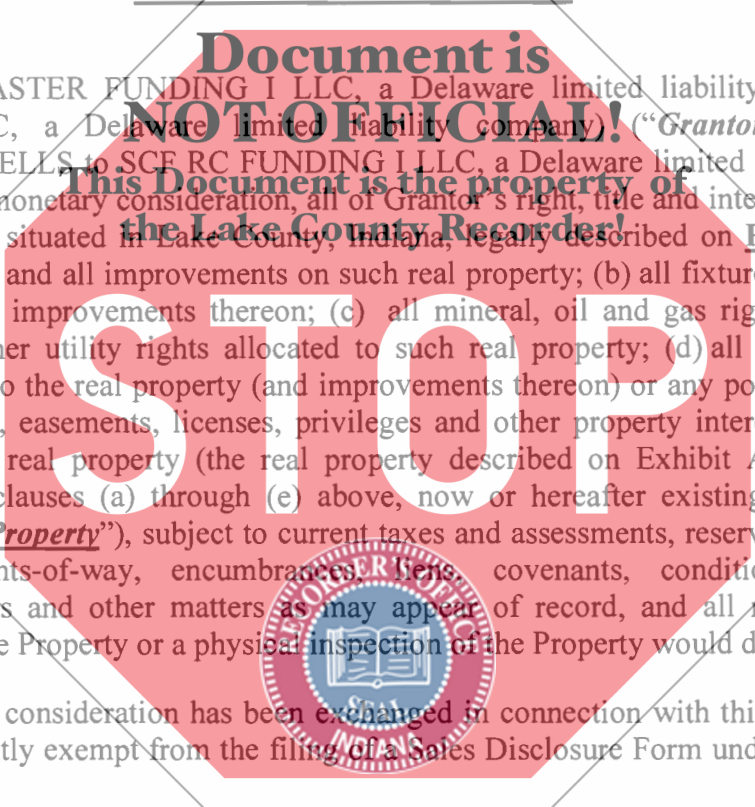 Document is
ASTER FUNDING I LLC, a Delaware limited liability
NOT OFFICIAL!
C, a Delaware limited liability company) (“Grantor
ELLS to SCF RC FUNDING I LLC, a Delaware limited
This Document is the property of
monetary consideration, all of Grantor's right, title and inte
the Lake County Recorder!
situated in Lake County, Indiana, legally described on E
and all improvements on such real property; (b) all fixture
improvements thereon; (c) all mineral, oil and gas rig
er utility rights allocated to such real property; (d) all
o the real property (and improvements thereon) or any po
, easements, licenses, privileges and other property inter
real property (the real property described on Exhibit A
clauses (a) through (e) above, now or hereafter existing
Property”), subject to current taxes and assessments, reserv
nts-of-way, encumbrances, liens, covenants, conditio
s and other matters as may appear of record, and all
e Property or a physical inspection of the Property would d
consideration has been exchanged in connection with thi
tly exempt from the filing of a Sales Disclosure Form und
STOP
RECORDER'S OFFICE
SEAL
INDIANA